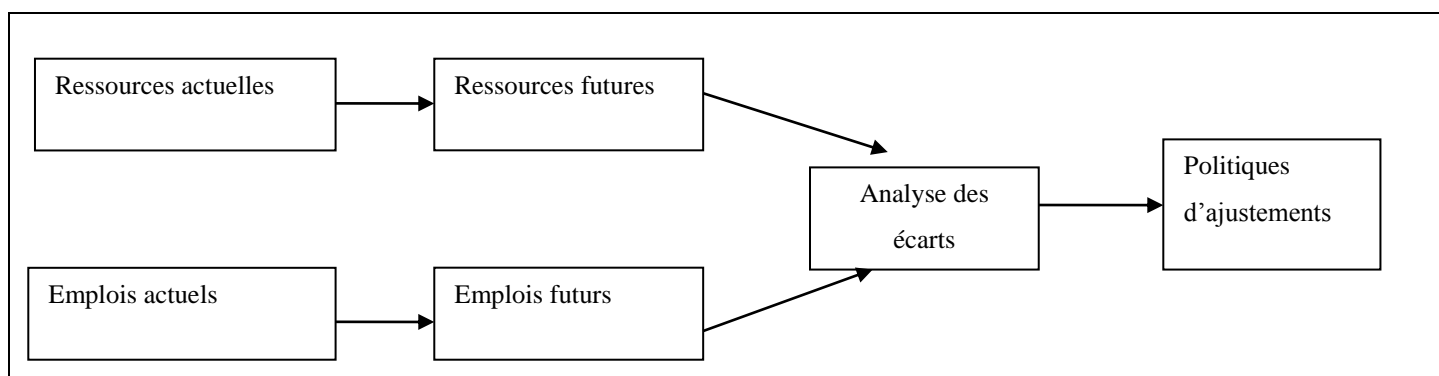 Ressources actuelles
Ressources futures
Analyse des
écarts
Politiques
d’ajustements
Emplois actuels
Emplois futurs